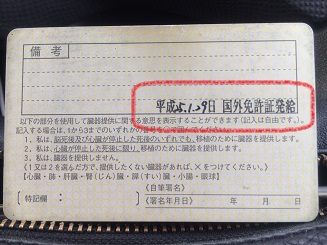 備考
平成25.1.29日 国外免許証発給
以下の部分を使用して臓器提供に関する意思を表示することができます(記入は自由です。)。
記入する場合は、1から3までのいずれかの番号を○で囲んでください。
1. 私は、脳死後及び心臓が停止した死後のいずれでも、移植のために臓器を提供します。
2. 私は、心臓が停止した死後に限り、移植のために臓器を提供します。
3. 私は、臓器を提供しません。
《1又は2を選んだ方で、提供したくない臓器があれば、×をつけてください。》
【心臓・肺・肝臓・腎(じん)臓・膵(すい)臓・小腸・眼球】
〔特記欄: 〕
《自筆署名》
《署名年月日》 年 月 日